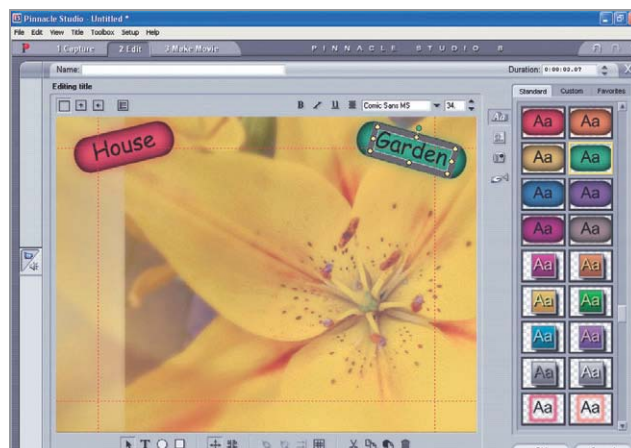 Pinnacle Studio - Untitled *
File Edit View Title Toolbox Setup Help
1 Capture 2 Edit 3 Make Movie PINNACLE STUDIO 8
Name: Duration: 0:00:03.07 X
Editing title
B I U Comic Sans MS 34 Standard Custom Favorites
House Garden
Aa Aa
Aa Aa
Aa Aa
Aa Aa
Aa Aa
Aa Aa
Aa Aa
Aa Aa
Aa Aa
T